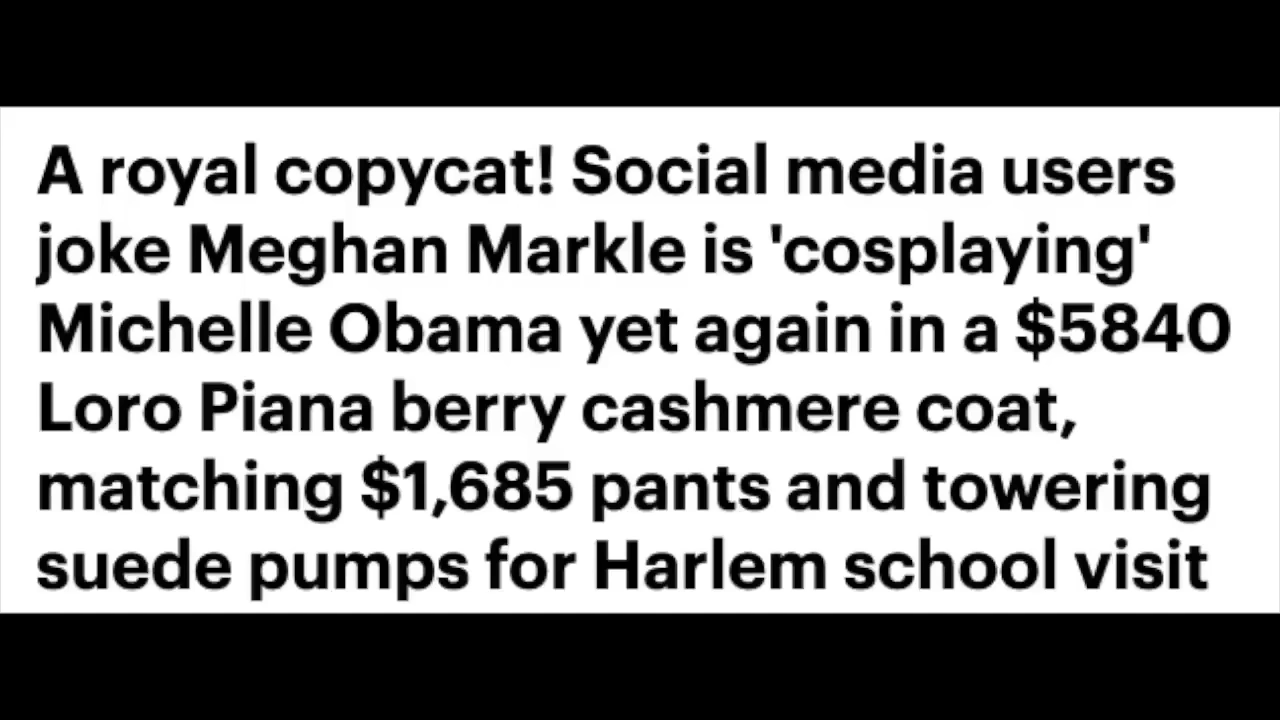 A royal copycat! Social media users
joke Meghan Markle is 'cosplaying'
Michelle Obama yet again in a $5840
Loro Piana berry cashmere coat,
matching $1,685 pants and towering
suede pumps for Harlem school visit